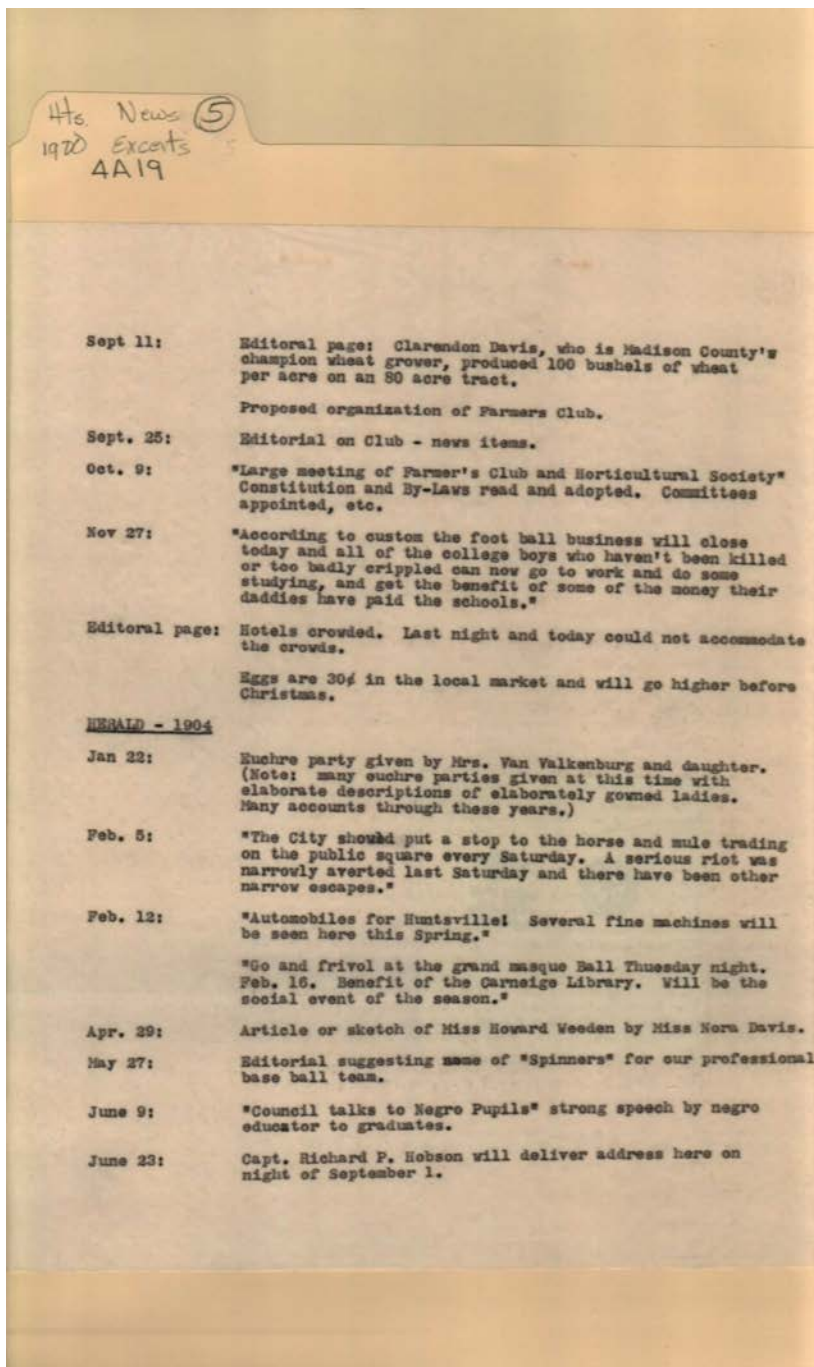 Hts. News 5
1920 Excerts
4A19
Sept 11: Editoral page: Clarendon Davis, who is Madison County's
champion wheat grower, produced 100 bushels of wheat
per acre on an 80 acre tract.
Proposed organization of Farmers Club.
Sept. 25: Editorial on Club - news items.
Oct. 9: "Large meeting of Farmer's Club and Horticultural Society"
Constitution and By-Laws read and adopted. Committees
appointed, etc.
Nov 27: "According to custom the foot ball business will close
today and all of the college boys who haven't been killed
or too badly crippled can now go to work and do some
studying, and get the benefit of some of the money their
daddies have paid the schools."
Editoral page: Hotels crowded. Last night and today could not accommodate
the crowds.
Eggs are 30¢ in the local market and will go higher before
Christmas.
HERALD - 1904
Jan 22: Euchre party given by Mrs. Van Valkenburg and daughter.
(Note: many euchre parties given at this time with
elaborate descriptions of elaborately gowned ladies.
Many accounts through these years.)
Feb. 5: "The City should put a stop to the horse and mule trading
on the public square every Saturday. A serious riot was
narrowly averted last Saturday and there have been other
narrow escapes."
Feb. 12: "Automobiles for Huntsville! Several fine machines will
be seen here this Spring."
"Go and frivol at the grand masque Ball Thuesday night.
Feb. 16. Benefit of the Carneige Library. Will be the
social event of the season."
Apr. 29: Article or sketch of Miss Howard Weeden by Miss Nora Davis.
May 27: Editorial suggesting name of "Spinners" for our professional
base ball team.
June 9: "Council talks to Negro Pupils" strong speech by negro
educator to graduates.
June 23: Capt. Richard P. Hobson will deliver address here on
night of September 1.